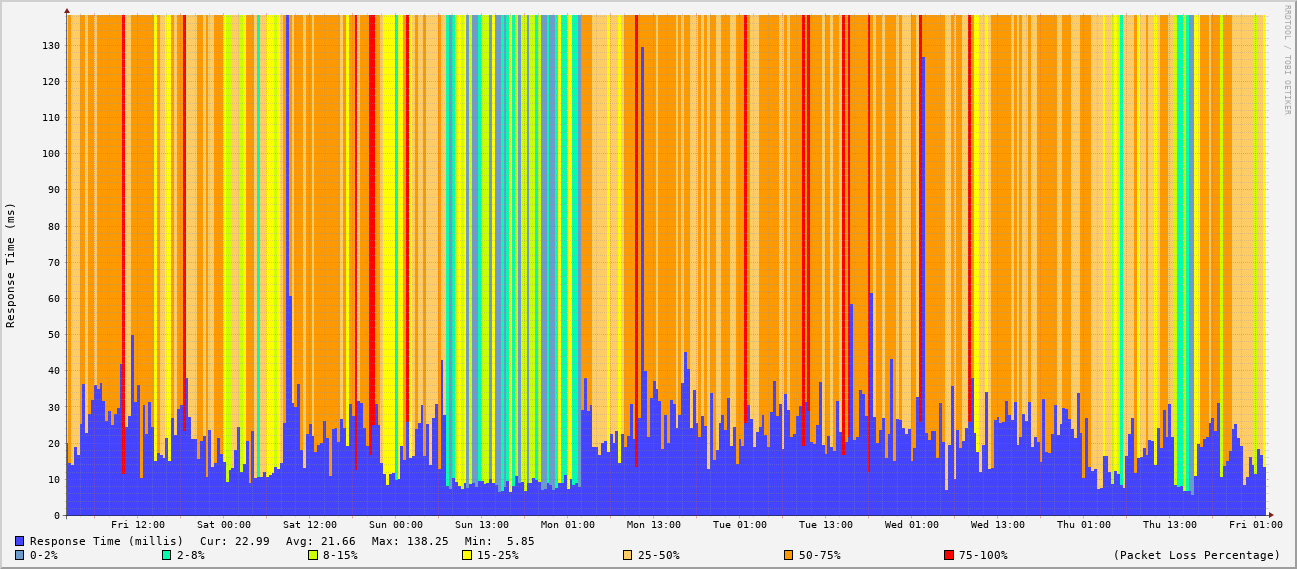 RRDTOOL / TOBI OETIKER
Response Time (ms)
130
120
110
100
90
80
70
60
50
40
30
20
10
0
Fri 12:00 Sat 00:00 Sat 12:00 Sun 00:00 Sun 13:00 Mon 01:00 Mon 13:00 Tue 01:00 Tue 13:00 Wed 01:00 Wed 13:00 Thu 01:00 Thu 13:00 Fri 01:00
Response Time (millis) Cur: 22.99 Avg: 21.66 Max: 138.25 Min: 5.85
0-2% 2-8% 8-15% 15-25% 25-50% 50-75% 75-100% (Packet Loss Percentage)